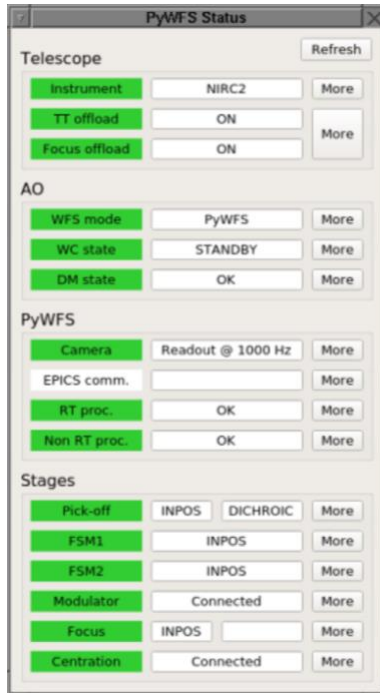 PyWFS Status
Refresh
Telescope
Instrument NIRC2 More
TT offload ON
More
Focus offload ON
AO
WFS mode PyWFS More
WC state STANDBY More
DM state OK More
PyWFS
Camera Readout @ 1000 Hz More
EPICS comm. More
RT proc. OK More
Non RT proc. OK More
Stages
Pick-off INPOS DICHROIC More
FSM1 INPOS More
FSM2 INPOS More
Modulator Connected More
Focus INPOS More
Centration Connected More